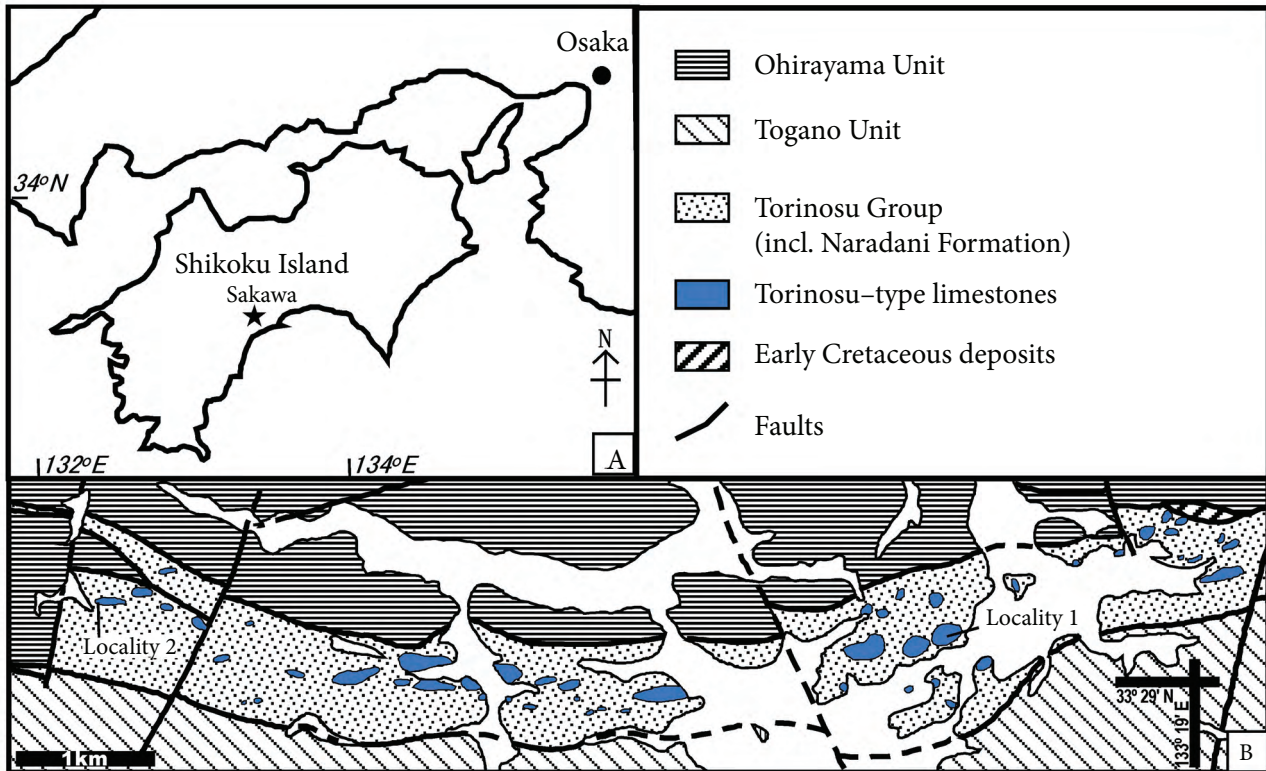 Osaka
34°N
Shikoku Island
Sakawa
N
132°E
134°E
A
Ohirayama Unit
Togano Unit
Torinosu Group
(incl. Naradani Formation)
Torinosu–type limestones
Early Cretaceous deposits
Faults
Locality 1
Locality 2
33° 29' N
133° 19' E
1km
B